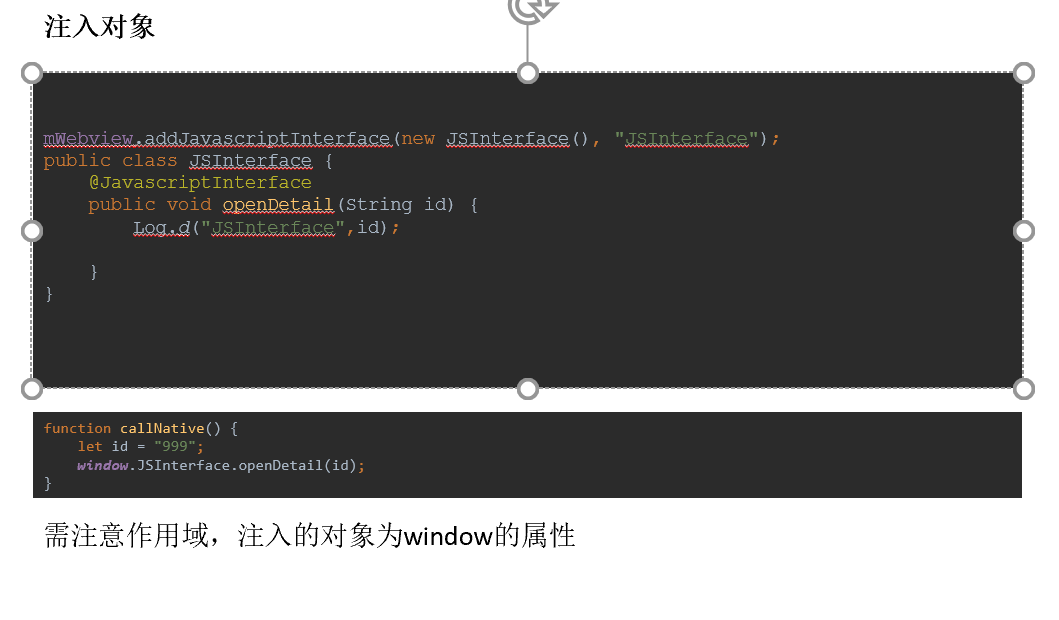 注入对象
mWebview.addJavascriptInterface(new JSInterface(), "JSInterface");
public class JSInterface {
    @JavascriptInterface
    public void openDetail(String id) {
        Log.d("JSInterface",id);
    }
}
function callNative() {
    let id = "999";
    window.JSInterface.openDetail(id);
}
需注意作用域，注入的对象为window的属性